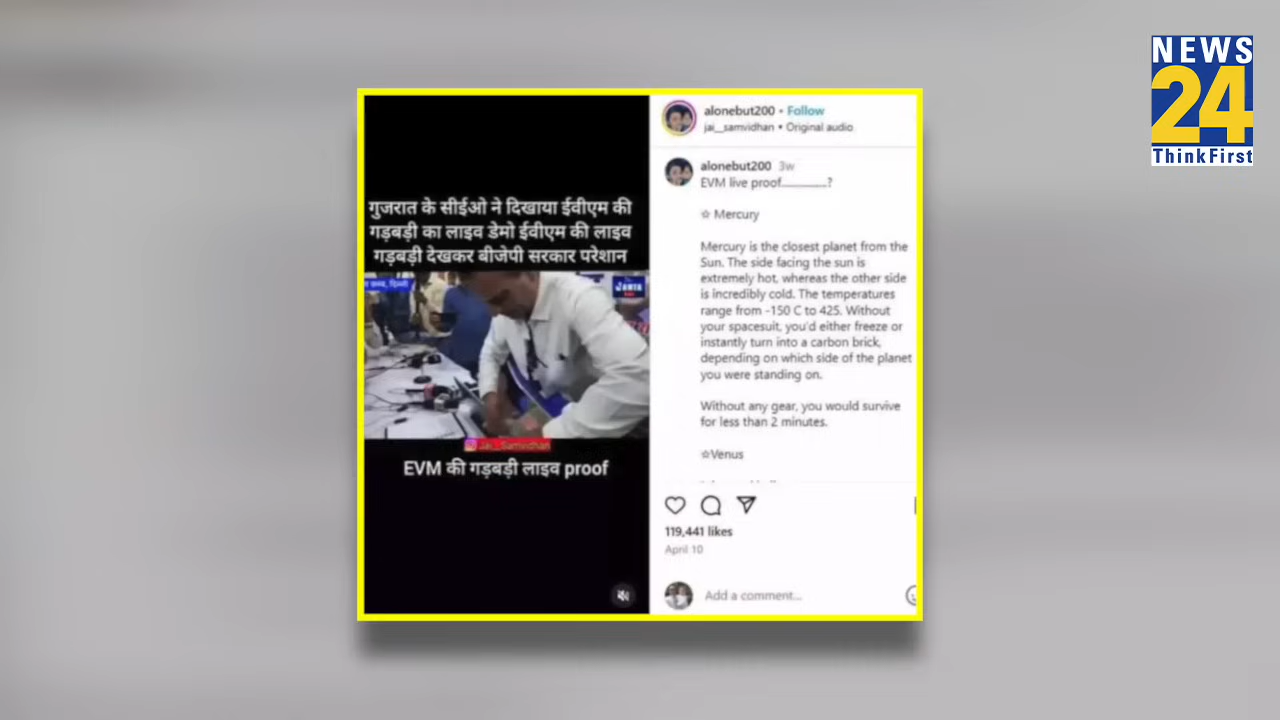 NEWS
24
ThinkFirst
गुजरात के सीईओ ने दिखाया ईवीएम की
गड़बड़ी का लाइव डेमो ईवीएम की लाइव
गड़बड़ी देखकर बीजेपी सरकार परेशान
दिल्ली
JANTA
Jai__Samvidhan
EVM की गड़बड़ी लाइव proof
alonebut200 • Follow
jai__samvidhan • Original audio
alonebut200 3w
EVM live proof...............?
☆ Mercury
Mercury is the closest planet from the
Sun. The side facing the sun is
extremely hot, whereas the other side
is incredibly cold. The temperatures
range from -150 C to 425. Without
your spacesuit, you'd either freeze or
instantly turn into a carbon brick,
depending on which side of the planet
you were standing on.
Without any gear, you would survive
for less than 2 minutes.
☆Venus
119,441 likes
April 10
Add a comment...